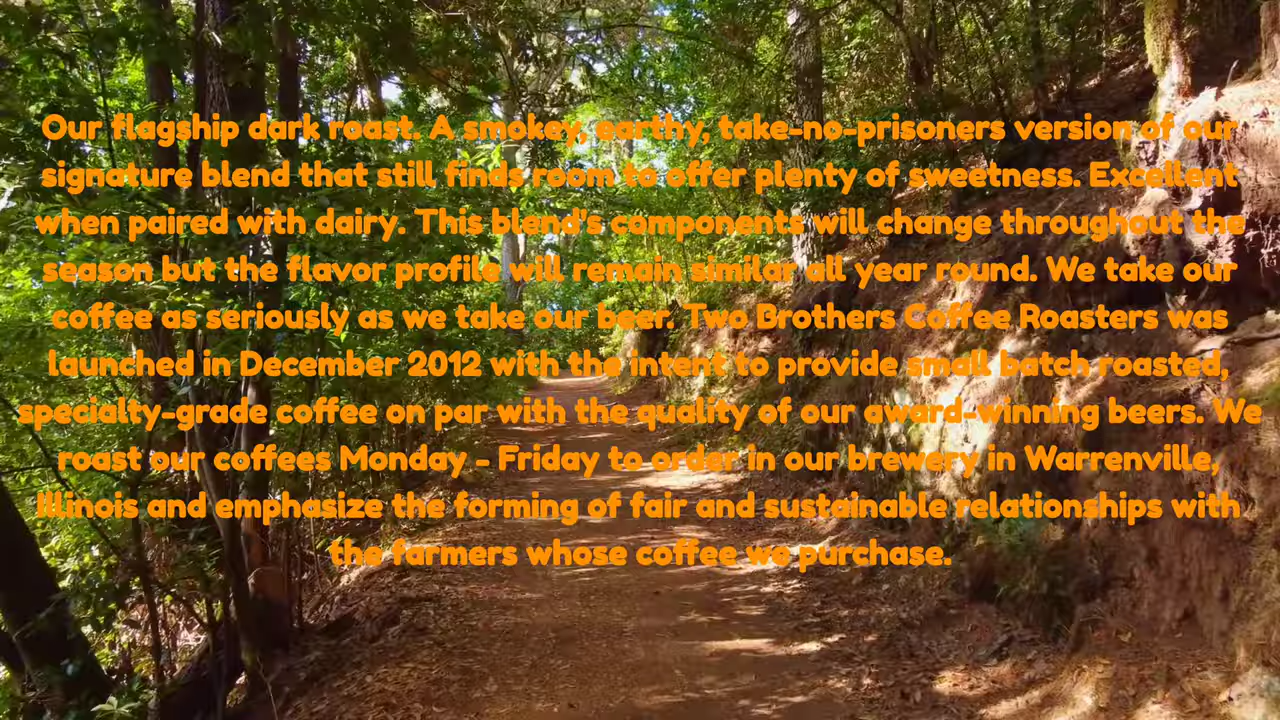 Our flagship dark roast. A smokey, earthy, take-no-prisoners version of our
signature blend that still finds room to offer plenty of sweetness. Excellent
when paired with dairy. This blend's components will change throughout the
season but the flavor profile will remain similar all year round. We take our
coffee as seriously as we take our beer. Two Brothers Coffee Roasters was
launched in December 2012 with the intent to provide small batch roasted,
specialty-grade coffee on par with the quality of our award-winning beers. We
roast our coffees Monday - Friday to order in our brewery in Warrenville,
Illinois and emphasize the forming of fair and sustainable relationships with
the farmers whose coffee we purchase.